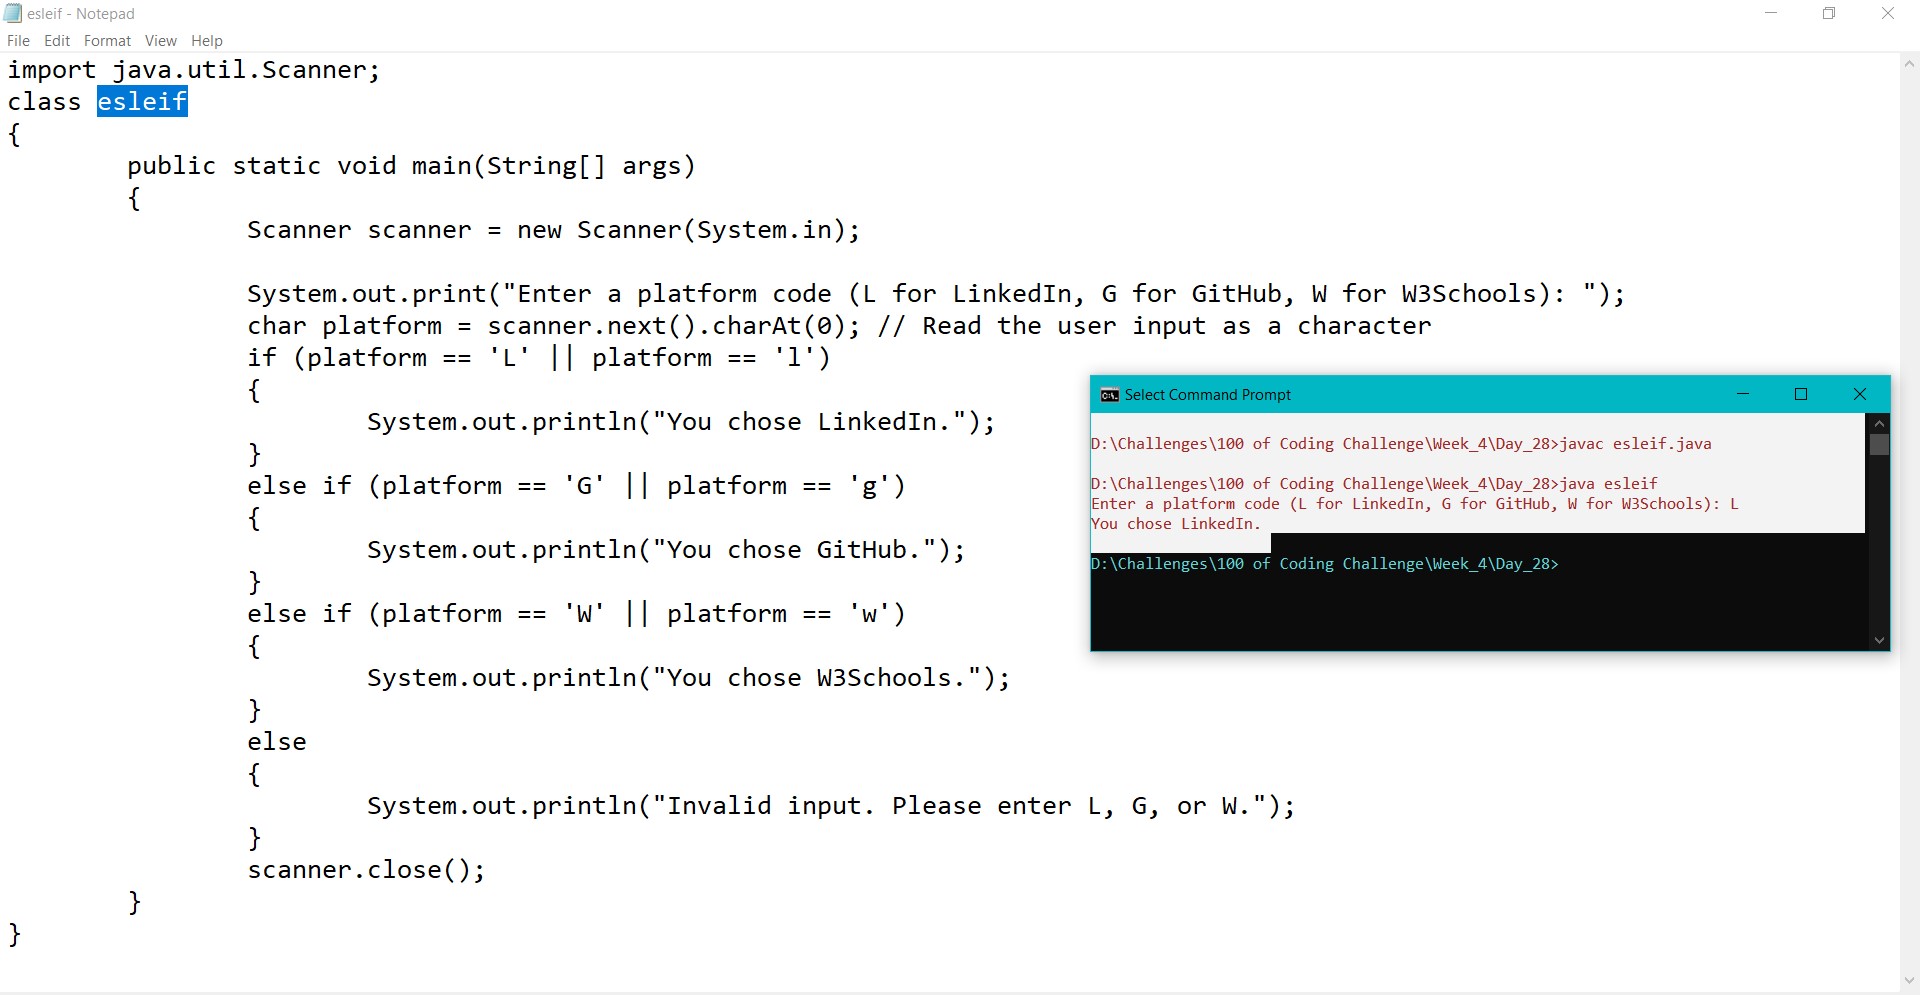 esleif - Notepad
File Edit Format View Help
import java.util.Scanner;
class esleif
{
public static void main(String[] args)
{
Scanner scanner = new Scanner(System.in);
System.out.print("Enter a platform code (L for LinkedIn, G for GitHub, W for W3Schools): ");
char platform = scanner.next().charAt(0); // Read the user input as a character
if (platform == 'L' || platform == 'l')
{
System.out.println("You chose LinkedIn.");
}
else if (platform == 'G' || platform == 'g')
{
System.out.println("You chose GitHub.");
}
else if (platform == 'W' || platform == 'w')
{
System.out.println("You chose W3Schools.");
}
else
{
System.out.println("Invalid input. Please enter L, G, or W.");
}
scanner.close();
}
}
Select Command Prompt
D:\Challenges\100 of Coding Challenge\Week_4\Day_28>javac esleif.java
D:\Challenges\100 of Coding Challenge\Week_4\Day_28>java esleif
Enter a platform code (L for LinkedIn, G for GitHub, W for W3Schools): L
You chose LinkedIn.
D:\Challenges\100 of Coding Challenge\Week_4\Day_28>